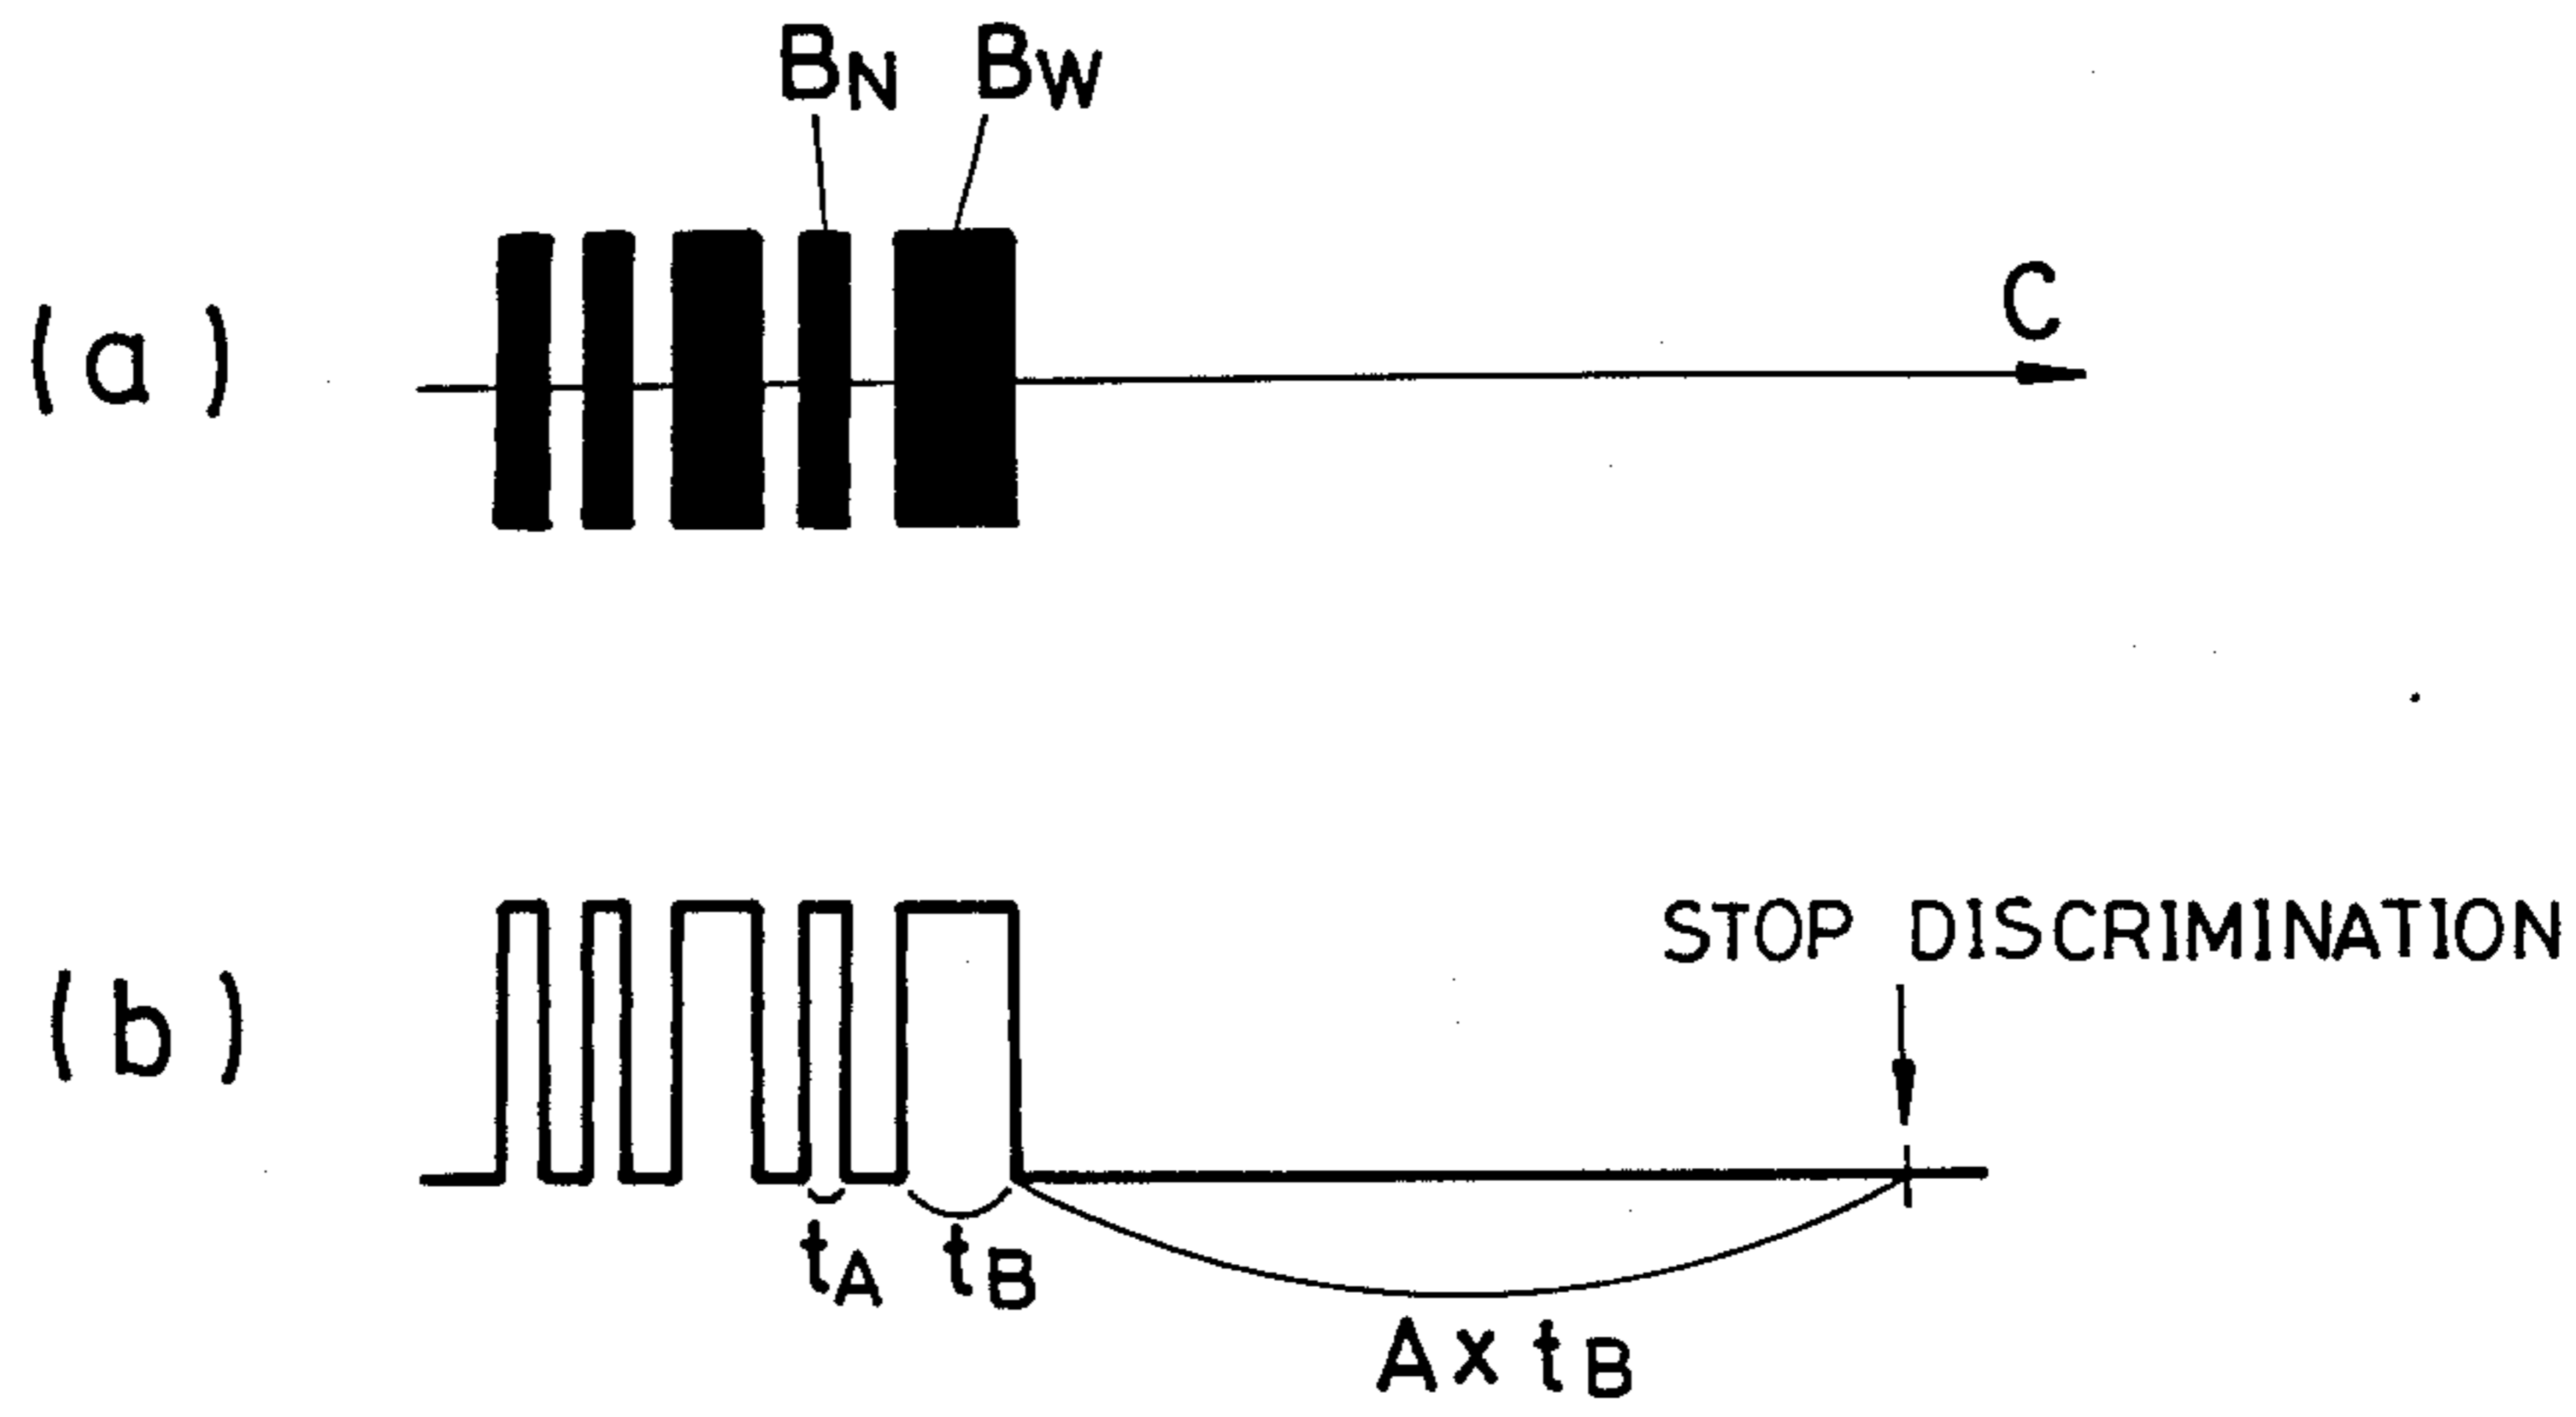 BN BW
(a)
C
STOP DISCRIMINATION
(b)
tA tB
A x tB